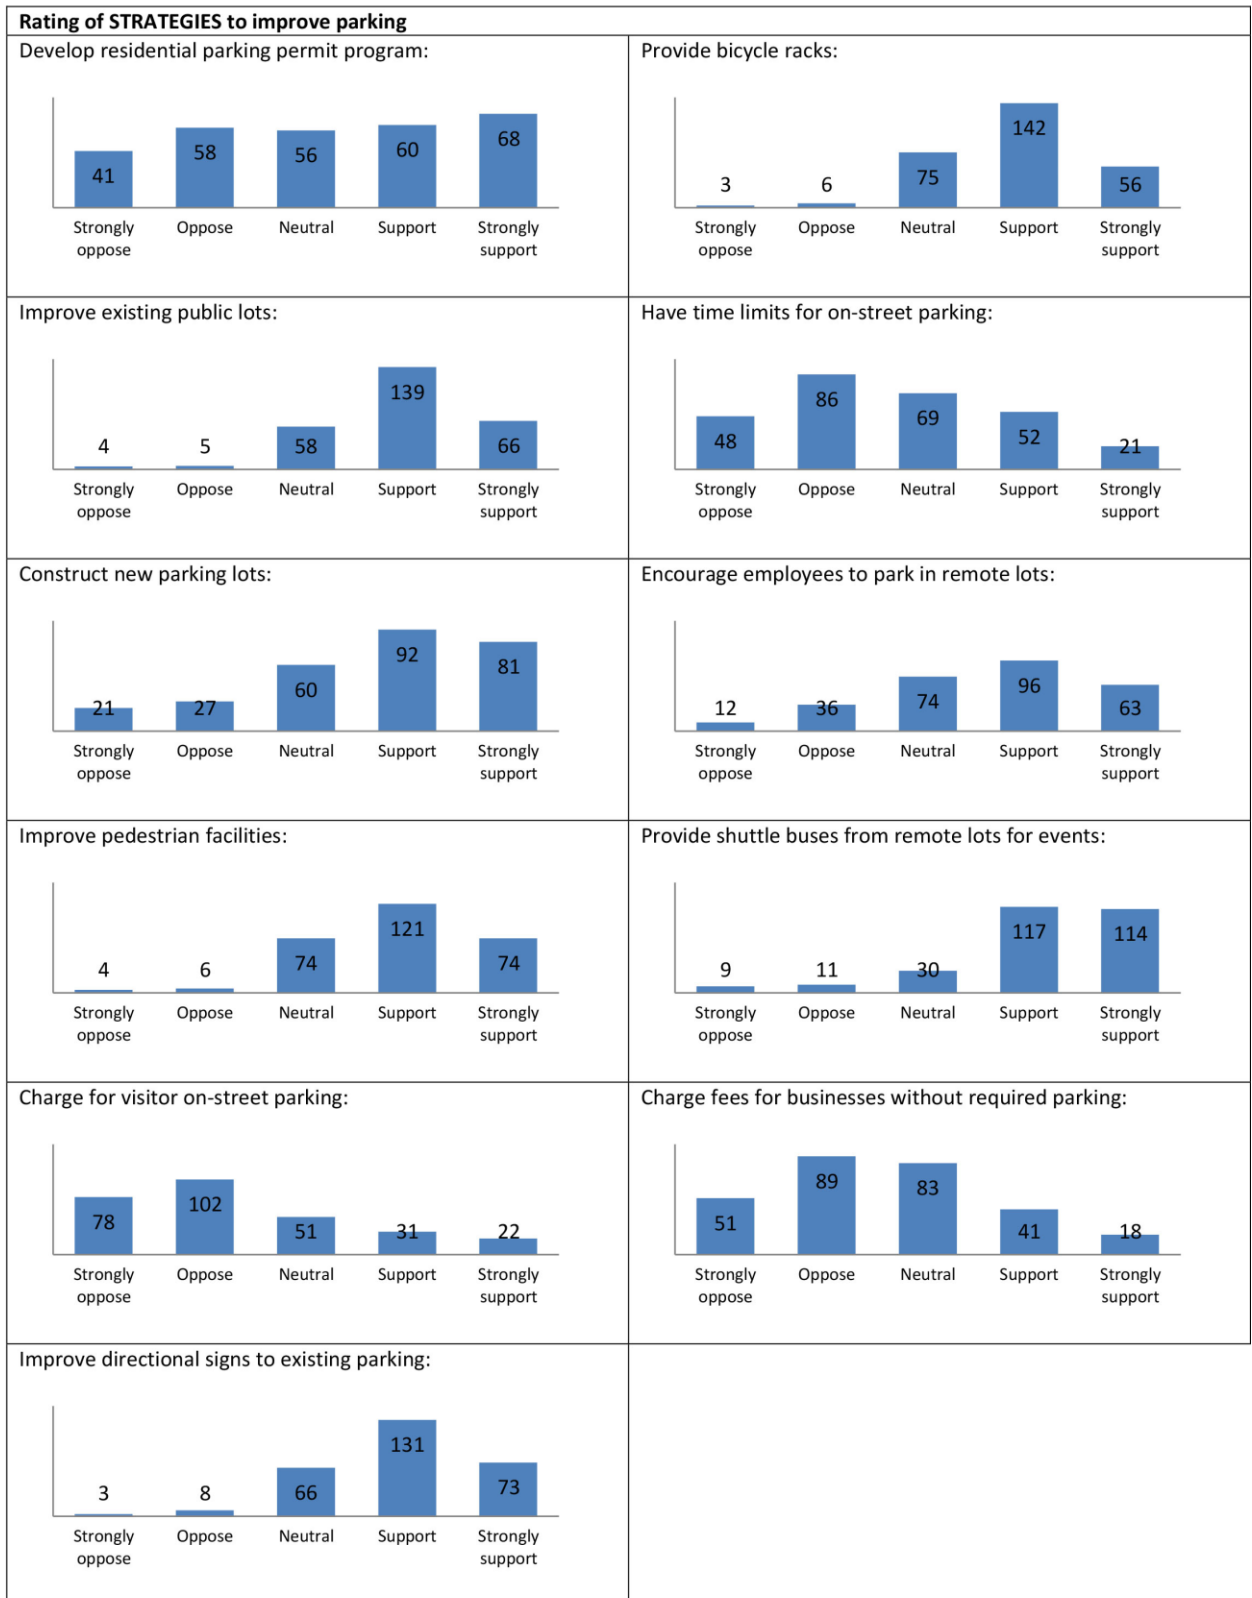 Rating of STRATEGIES to improve parking
Develop residential parking permit program:
41 58 56 60 68
Strongly oppose Oppose Neutral Support Strongly support
Provide bicycle racks:
3 6 75 142 56
Strongly oppose Oppose Neutral Support Strongly support
Improve existing public lots:
4 5 58 139 66
Strongly oppose Oppose Neutral Support Strongly support
Have time limits for on-street parking:
48 86 69 52 21
Strongly oppose Oppose Neutral Support Strongly support
Construct new parking lots:
21 27 60 92 81
Strongly oppose Oppose Neutral Support Strongly support
Encourage employees to park in remote lots:
12 36 74 96 63
Strongly oppose Oppose Neutral Support Strongly support
Improve pedestrian facilities:
4 6 74 121 74
Strongly oppose Oppose Neutral Support Strongly support
Provide shuttle buses from remote lots for events:
9 11 30 117 114
Strongly oppose Oppose Neutral Support Strongly support
Charge for visitor on-street parking:
78 102 51 31 22
Strongly oppose Oppose Neutral Support Strongly support
Charge fees for businesses without required parking:
51 89 83 41 18
Strongly oppose Oppose Neutral Support Strongly support
Improve directional signs to existing parking:
3 8 66 131 73
Strongly oppose Oppose Neutral Support Strongly support